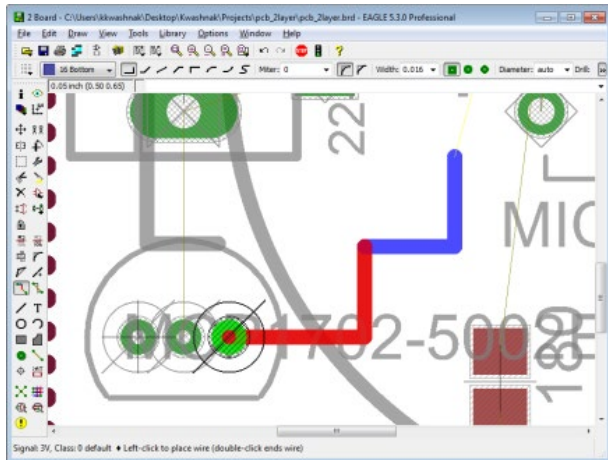 2 Board - C:\Users\kkwashnak\Desktop\Kwashnak\Projects\pcb_2layer\pcb_2layer.brd - EAGLE 5.3.0 Professional
File Edit Draw View Tools Library Options Window Help
16 Bottom Miter: 0 Width: 0.016 Diameter: auto Drill:
0.05 inch (0.50 0.65)
22
MIC
1702-5002E
180
Signal: 3V, Class: 0 default ♦ Left-click to place wire (double-click ends wire)